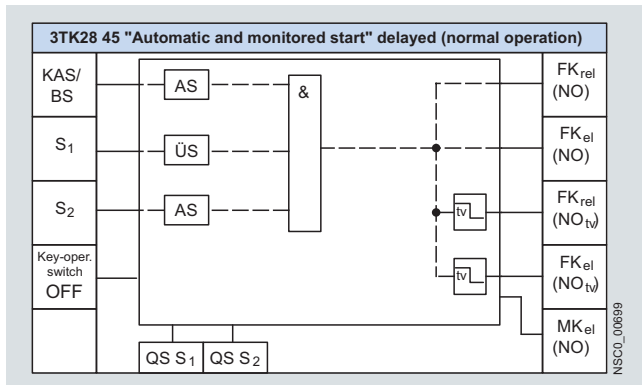 3TK28 45 "Automatic and monitored start" delayed (normal operation)
KAS/
BS
AS
&
FKrel
(NO)
S1
ÜS
FKel
(NO)
S2
AS
tv
FKrel
(NOtv)
Key-oper.
switch
OFF
tv
FKel
(NOtv)
QS S1
QS S2
MKel
(NO)
NSC0_00699